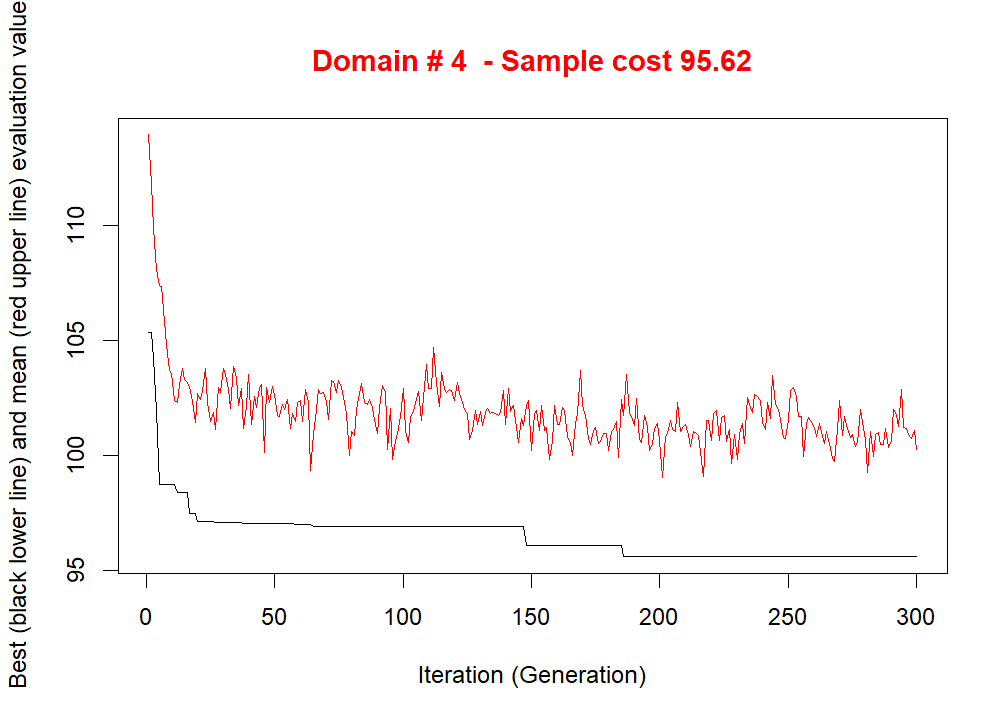 Domain # 4  - Sample cost 95.62
Best (black lower line) and mean (red upper line) evaluation value
110
105
100
95
0 50 100 150 200 250 300
Iteration (Generation)